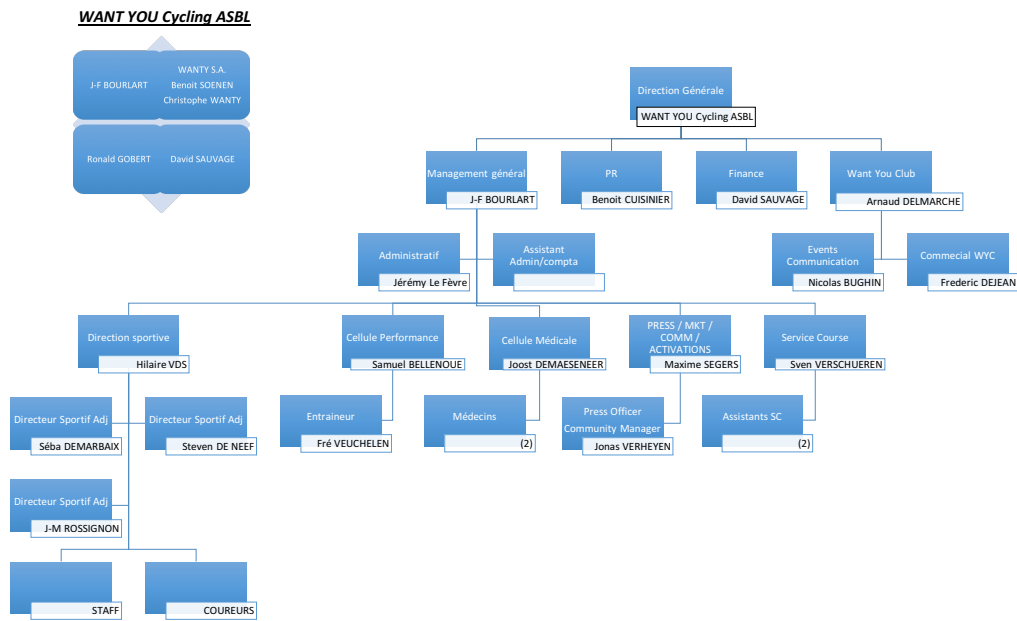 WANT YOU Cycling ASBL
J-F BOURLART
WANTY S.A.
Benoit SOENEN
Christophe WANTY
Ronald GOBERT
David SAUVAGE
Direction Générale
WANT YOU Cycling ASBL
Management général
J-F BOURLART
PR
Benoit CUISINIER
Finance
David SAUVAGE
Want You Club
Arnaud DELMARCHE
Administratif
Jérémy Le Fèvre
Assistant
Admin/compta
Events
Communication
Nicolas BUGHIN
Commecial WYC
Frederic DEJEAN
Direction sportive
Hilaire VDS
Cellule Performance
Samuel BELLENOUE
Cellule Médicale
Joost DEMAESENEER
PRESS / MKT /
COMM /
ACTIVATIONS
Maxime SEGERS
Service Course
Sven VERSCHUEREN
Directeur Sportif Adj
Séba DEMARBAIX
Directeur Sportif Adj
Steven DE NEEF
Entraineur
Fré VEUCHELEN
Médecins
(2)
Press Officer
Community Manager
Jonas VERHEYEN
Assistants SC
(2)
Directeur Sportif Adj
J-M ROSSIGNON
STAFF
COUREURS